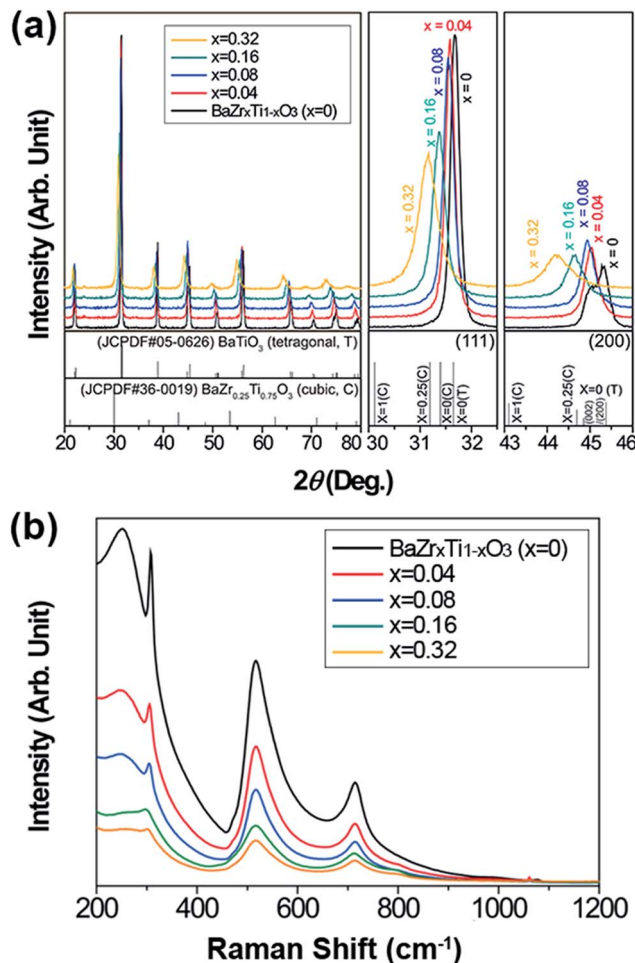 (a)
Intensity (Arb. Unit)
x=0.32
x=0.16
x=0.08
x=0.04
BaZrxTi1-xO3 (x=0)
(JCPDF#05-0626) BaTiO3 (tetragonal, T)
(JCPDF#36-0019) BaZr0.25Ti0.75O3 (cubic, C)
20 30 40 50 60 70 80 90
x = 0.32
x = 0.16
x = 0.08
x = 0.04
x = 0
(111)
X=1(C)
X=0.25(C)
X=0(C)
X=0(T)
30 31 32
x = 0.32
x = 0.16
x = 0.08
x = 0.04
x = 0
(200)
X=1(C)
X=0.25(C)
X=0 (T)
(002)
/(200)
43 44 45 46
2θ (Deg.)
(b)
Intensity (Arb. Unit)
BaZrxTi1-xO3 (x=0)
x=0.04
x=0.08
x=0.16
x=0.32
200 400 600 800 1000 1200
Raman Shift (cm-1)